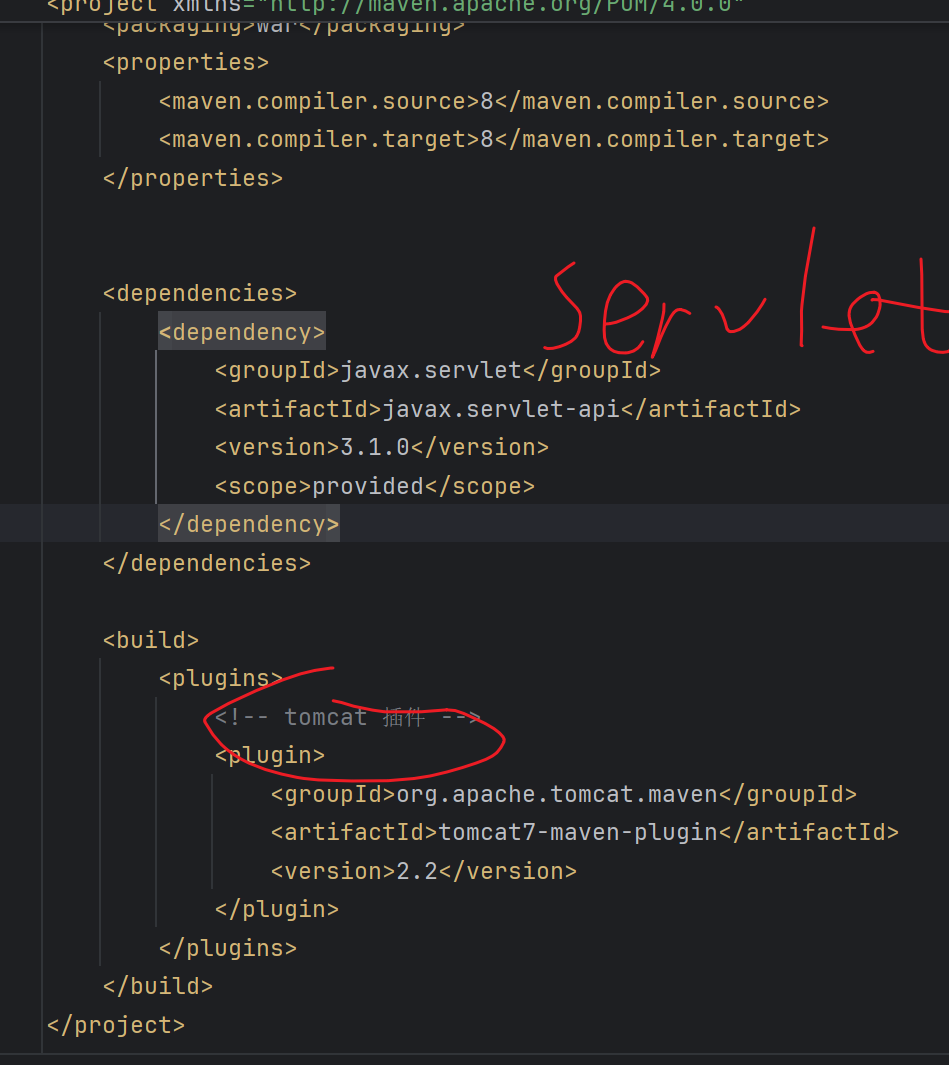 <project xmlns="http://maven.apache.org/POM/4.0.0"
<packaging>war</packaging>
<properties>
<maven.compiler.source>8</maven.compiler.source>
<maven.compiler.target>8</maven.compiler.target>
</properties>
Servlet
<dependencies>
<dependency>
<groupId>javax.servlet</groupId>
<artifactId>javax.servlet-api</artifactId>
<version>3.1.0</version>
<scope>provided</scope>
</dependency>
</dependencies>
<build>
<plugins>
<!-- tomcat 插件 -->
<plugin>
<groupId>org.apache.tomcat.maven</groupId>
<artifactId>tomcat7-maven-plugin</artifactId>
<version>2.2</version>
</plugin>
</plugins>
</build>
</project>